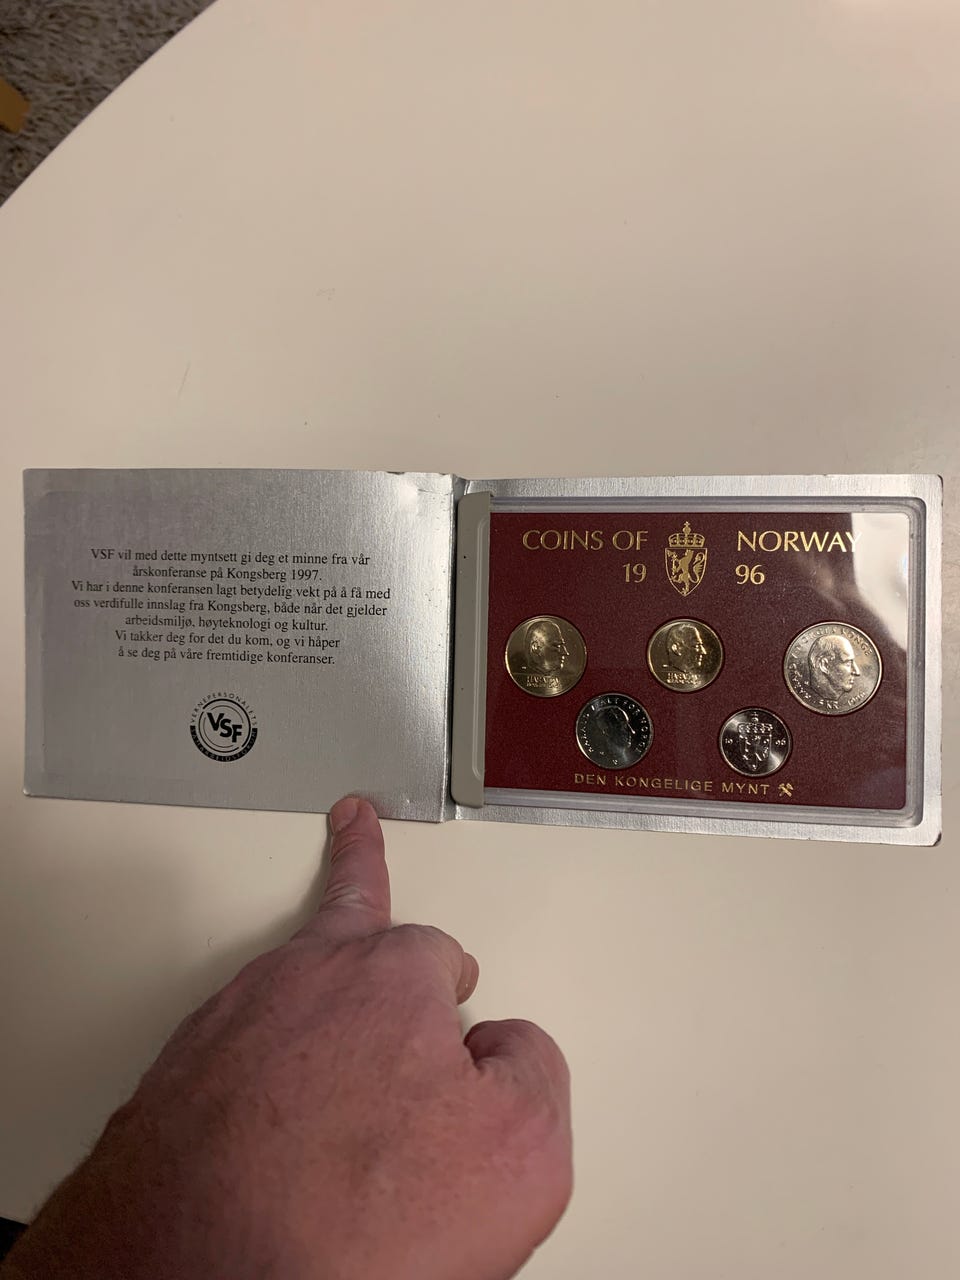 VSF vil med dette myntsett gi deg et minne fra vår
årskonferanse på Kongsberg 1997.
Vi har i denne konferansen lagt betydelig vekt på å få med
oss verdifulle innslag fra Kongsberg, både når det gjelder
arbeidsmiljø, høyteknologi og kultur.
Vi takker deg for det du kom, og vi håper
å se deg på våre fremtidige konferanser.
VERNEPERSONALETS
VSF
COINS OF NORWAY
19 96
HARALD
HARALD
DEN KONGELIGE MYNT